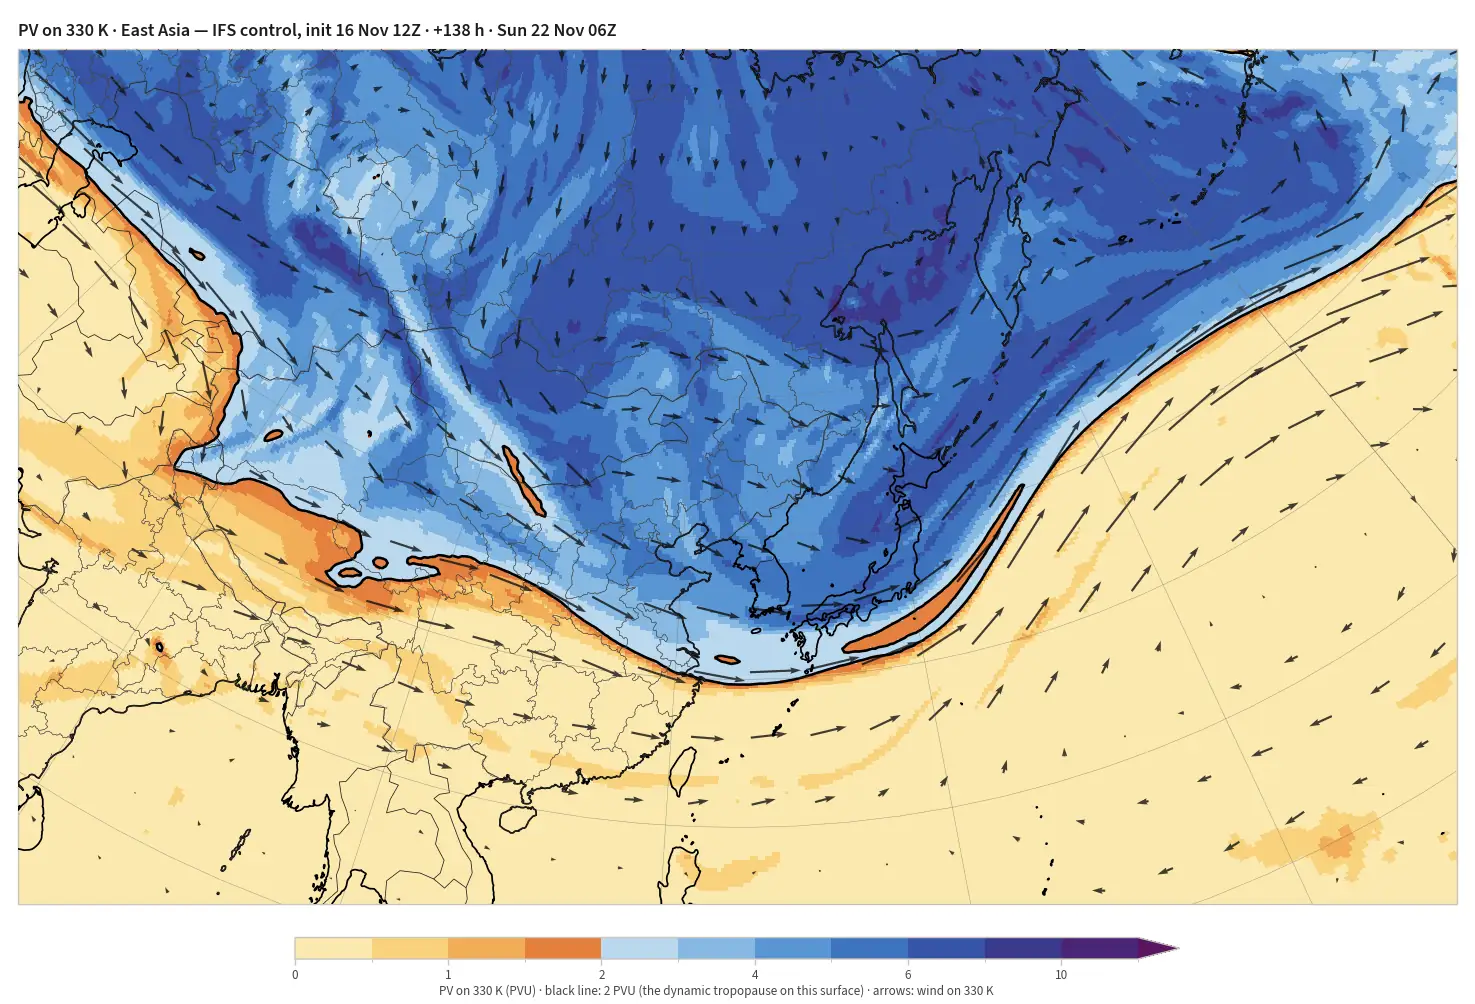 PV on 330 K · East Asia — IFS control, init 16 Nov 12Z · +138 h · Sun 22 Nov 06Z
0 1 2 4 6 10
PV on 330 K (PVU) · black line: 2 PVU (the dynamic tropopause on this surface) · arrows: wind on 330 K